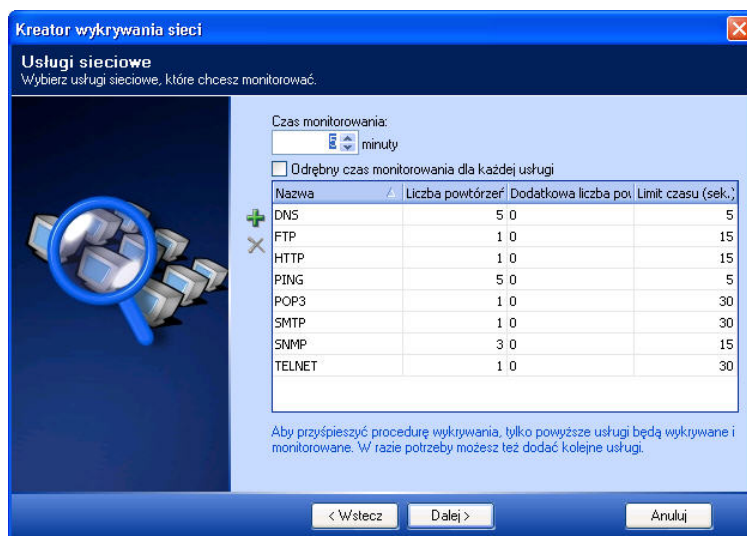 Kreator wykrywania sieci
Usługi sieciowe
Wybierz usługi sieciowe, które chcesz monitorować.
Czas monitorowania:
5 minuty
Odrębny czas monitorowania dla każdej usługi
Nazwa Liczba powtórzeń Dodatkowa liczba pow Limit czasu (sek.)
DNS 5 0 5
FTP 1 0 15
HTTP 1 0 15
PING 5 0 5
POP3 1 0 30
SMTP 1 0 30
SNMP 3 0 15
TELNET 1 0 30
Aby przyśpieszyć procedurę wykrywania, tylko powyższe usługi będą wykrywane i
monitorowane. W razie potrzeby możesz też dodać kolejne usługi.
< Wstecz Dalej > Anuluj